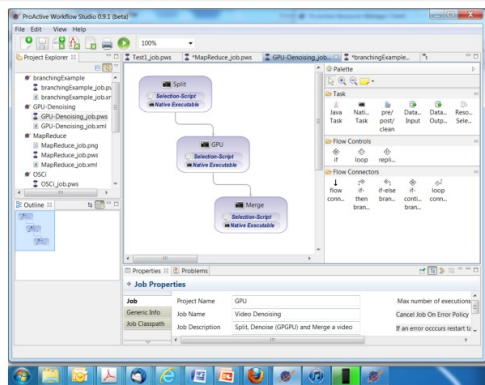 ProActive Workflow Studio 0.9.1 (beta)
File Edit View Help
100%
Project Explorer
branchingExample
branchingExample_job.pws
branchingExample_job.xml
GPU-Denoising
GPU-Denoising_job.pws
GPU-Denoising_job.xml
MapReduce
MapReduce_job.png
MapReduce_job.pws
MapReduce_job.xml
OSCi
OSCi_job.pws
Outline
Test1_job.pws *MapReduce_job.pws GPU-Denoising_job... *branchingExample...
Split
Selection-Script
Native Executable
GPU
Selection-Script
Native Executable
Merge
Selection-Script
Native Executable
Palette
Task
Java Task
Nati... Task
pre/ post/ clean
Data... Input
Data... Outp...
Reso... Sele...
Flow Controls
if loop repli...
Flow Connectors
flow conn...
if- then bran...
if-else bran...
if- conti... bran...
loop conn...
Properties Problems
Job Properties
Job
Generic Info
Job Classpath
Project Name GPU
Job Name Video Denoising
Job Description Split, Denoise (GPGPU) and Merge a video
Max number of executions
Cancel Job On Error Policy
If an error occcurs restart ta